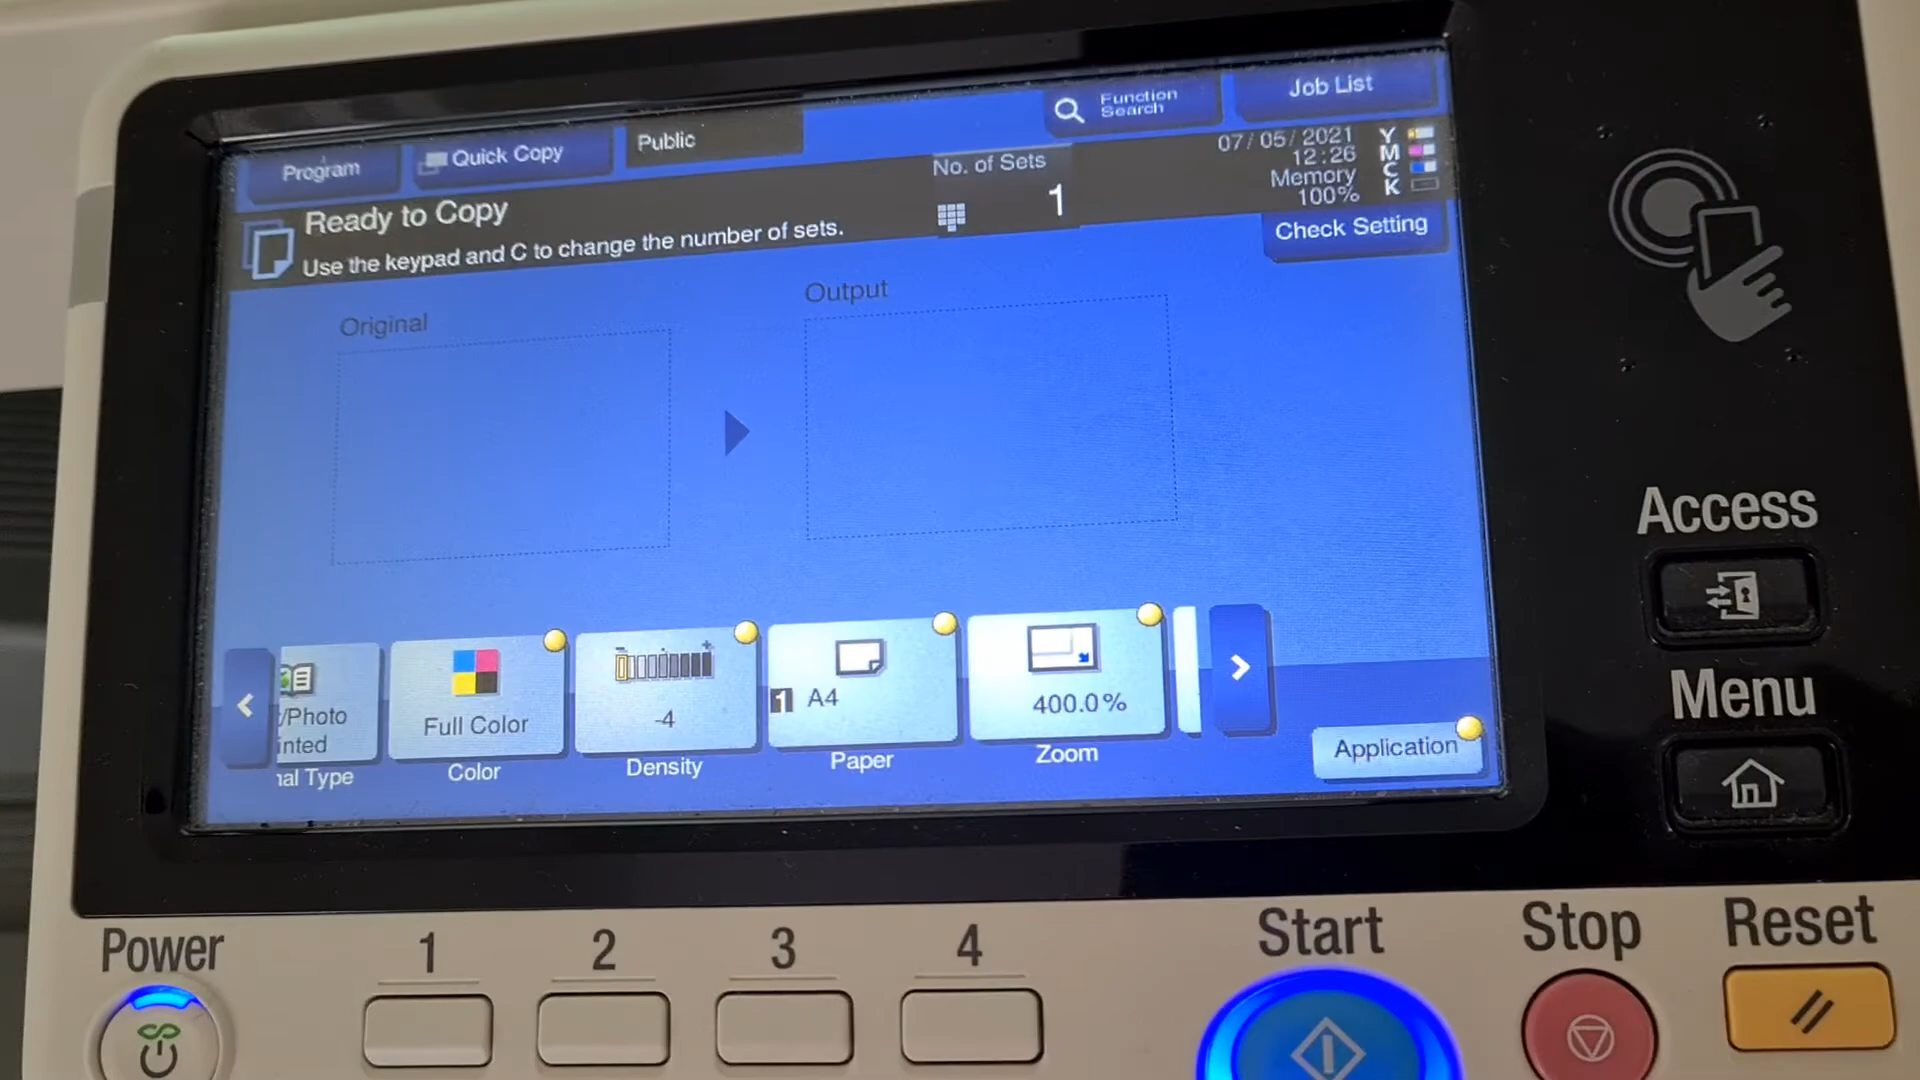 Function
Search
Job List
Program
Quick Copy
Public
No. of Sets
1
07/05/2021
12:26
Memory
100%
Y
M
C
K
Ready to Copy
Use the keypad and C to change the number of sets.
Check Setting
Original
Output
/Photo
inted
nal Type
Full Color
Color
-4
Density
1 A4
Paper
400.0%
Zoom
Application
Access
Menu
Power
1
2
3
4
Start
Stop
Reset